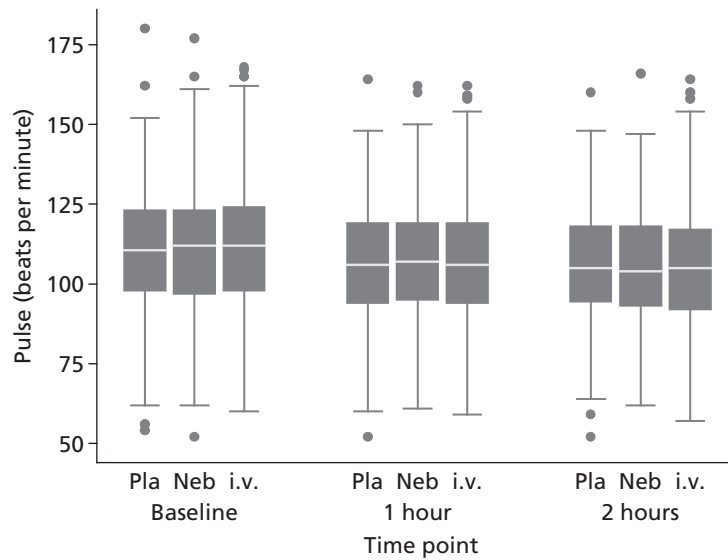 Pulse (beats per minute)
175
150
125
100
75
50
Pla Neb i.v. Pla Neb i.v. Pla Neb i.v.
Baseline 1 hour 2 hours
Time point